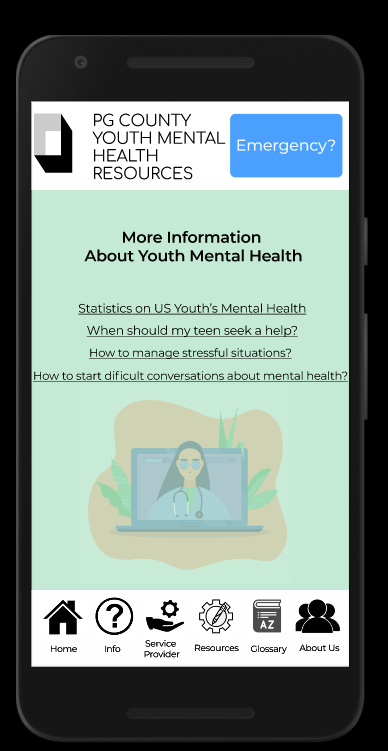 PG COUNTY
YOUTH MENTAL
HEALTH
RESOURCES
Emergency?
More Information
About Youth Mental Health
Statistics on US Youth's Mental Health
When should my teen seek a help?
How to manage stressful situations?
How to start dificult conversations about mental health?
AZ
Home
Info
Service
Provider
Resources
Glossary
About Us